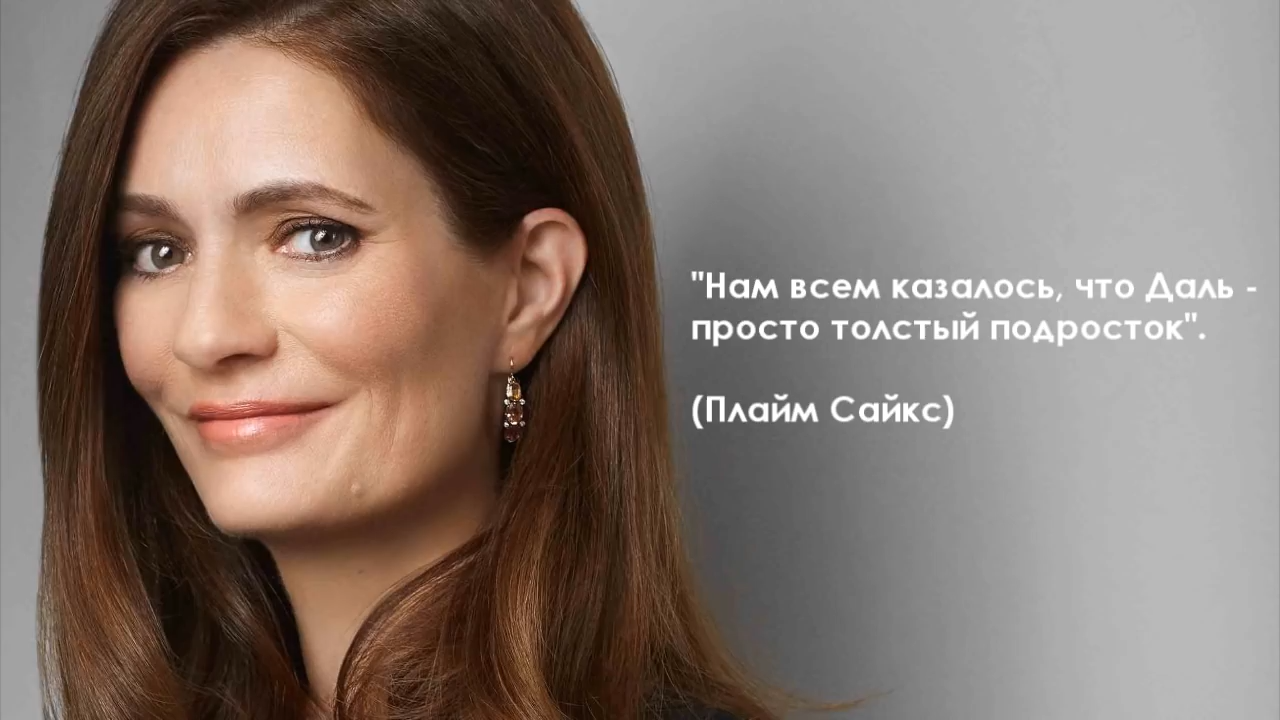 "Нам всем казалось, что Даль -
просто толстый подросток".
(Плайм Сайкс)